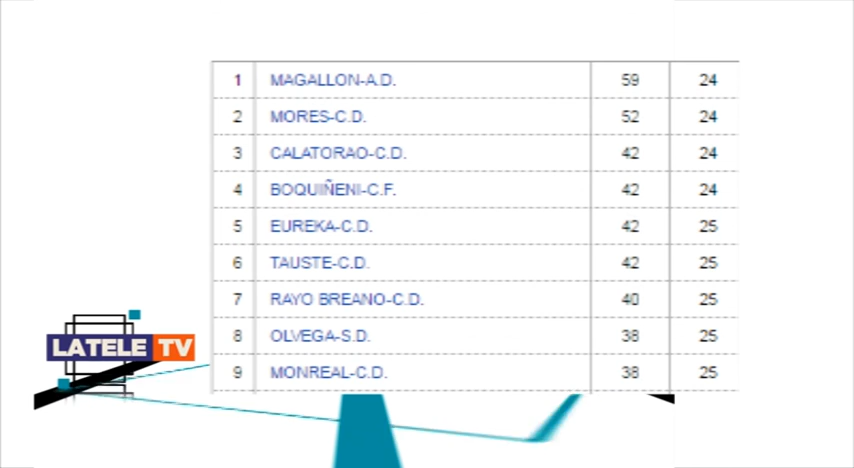 1 MAGALLON-A.D. 59 24
2 MORES-C.D. 52 24
3 CALATORAO-C.D. 42 24
4 BOQUIÑENI-C.F. 42 24
5 EUREKA-C.D. 42 25
6 TAUSTE-C.D. 42 25
7 RAYO BREANO-C.D. 40 25
8 OLVEGA-S.D. 38 25
9 MONREAL-C.D. 38 25
LATELE TV